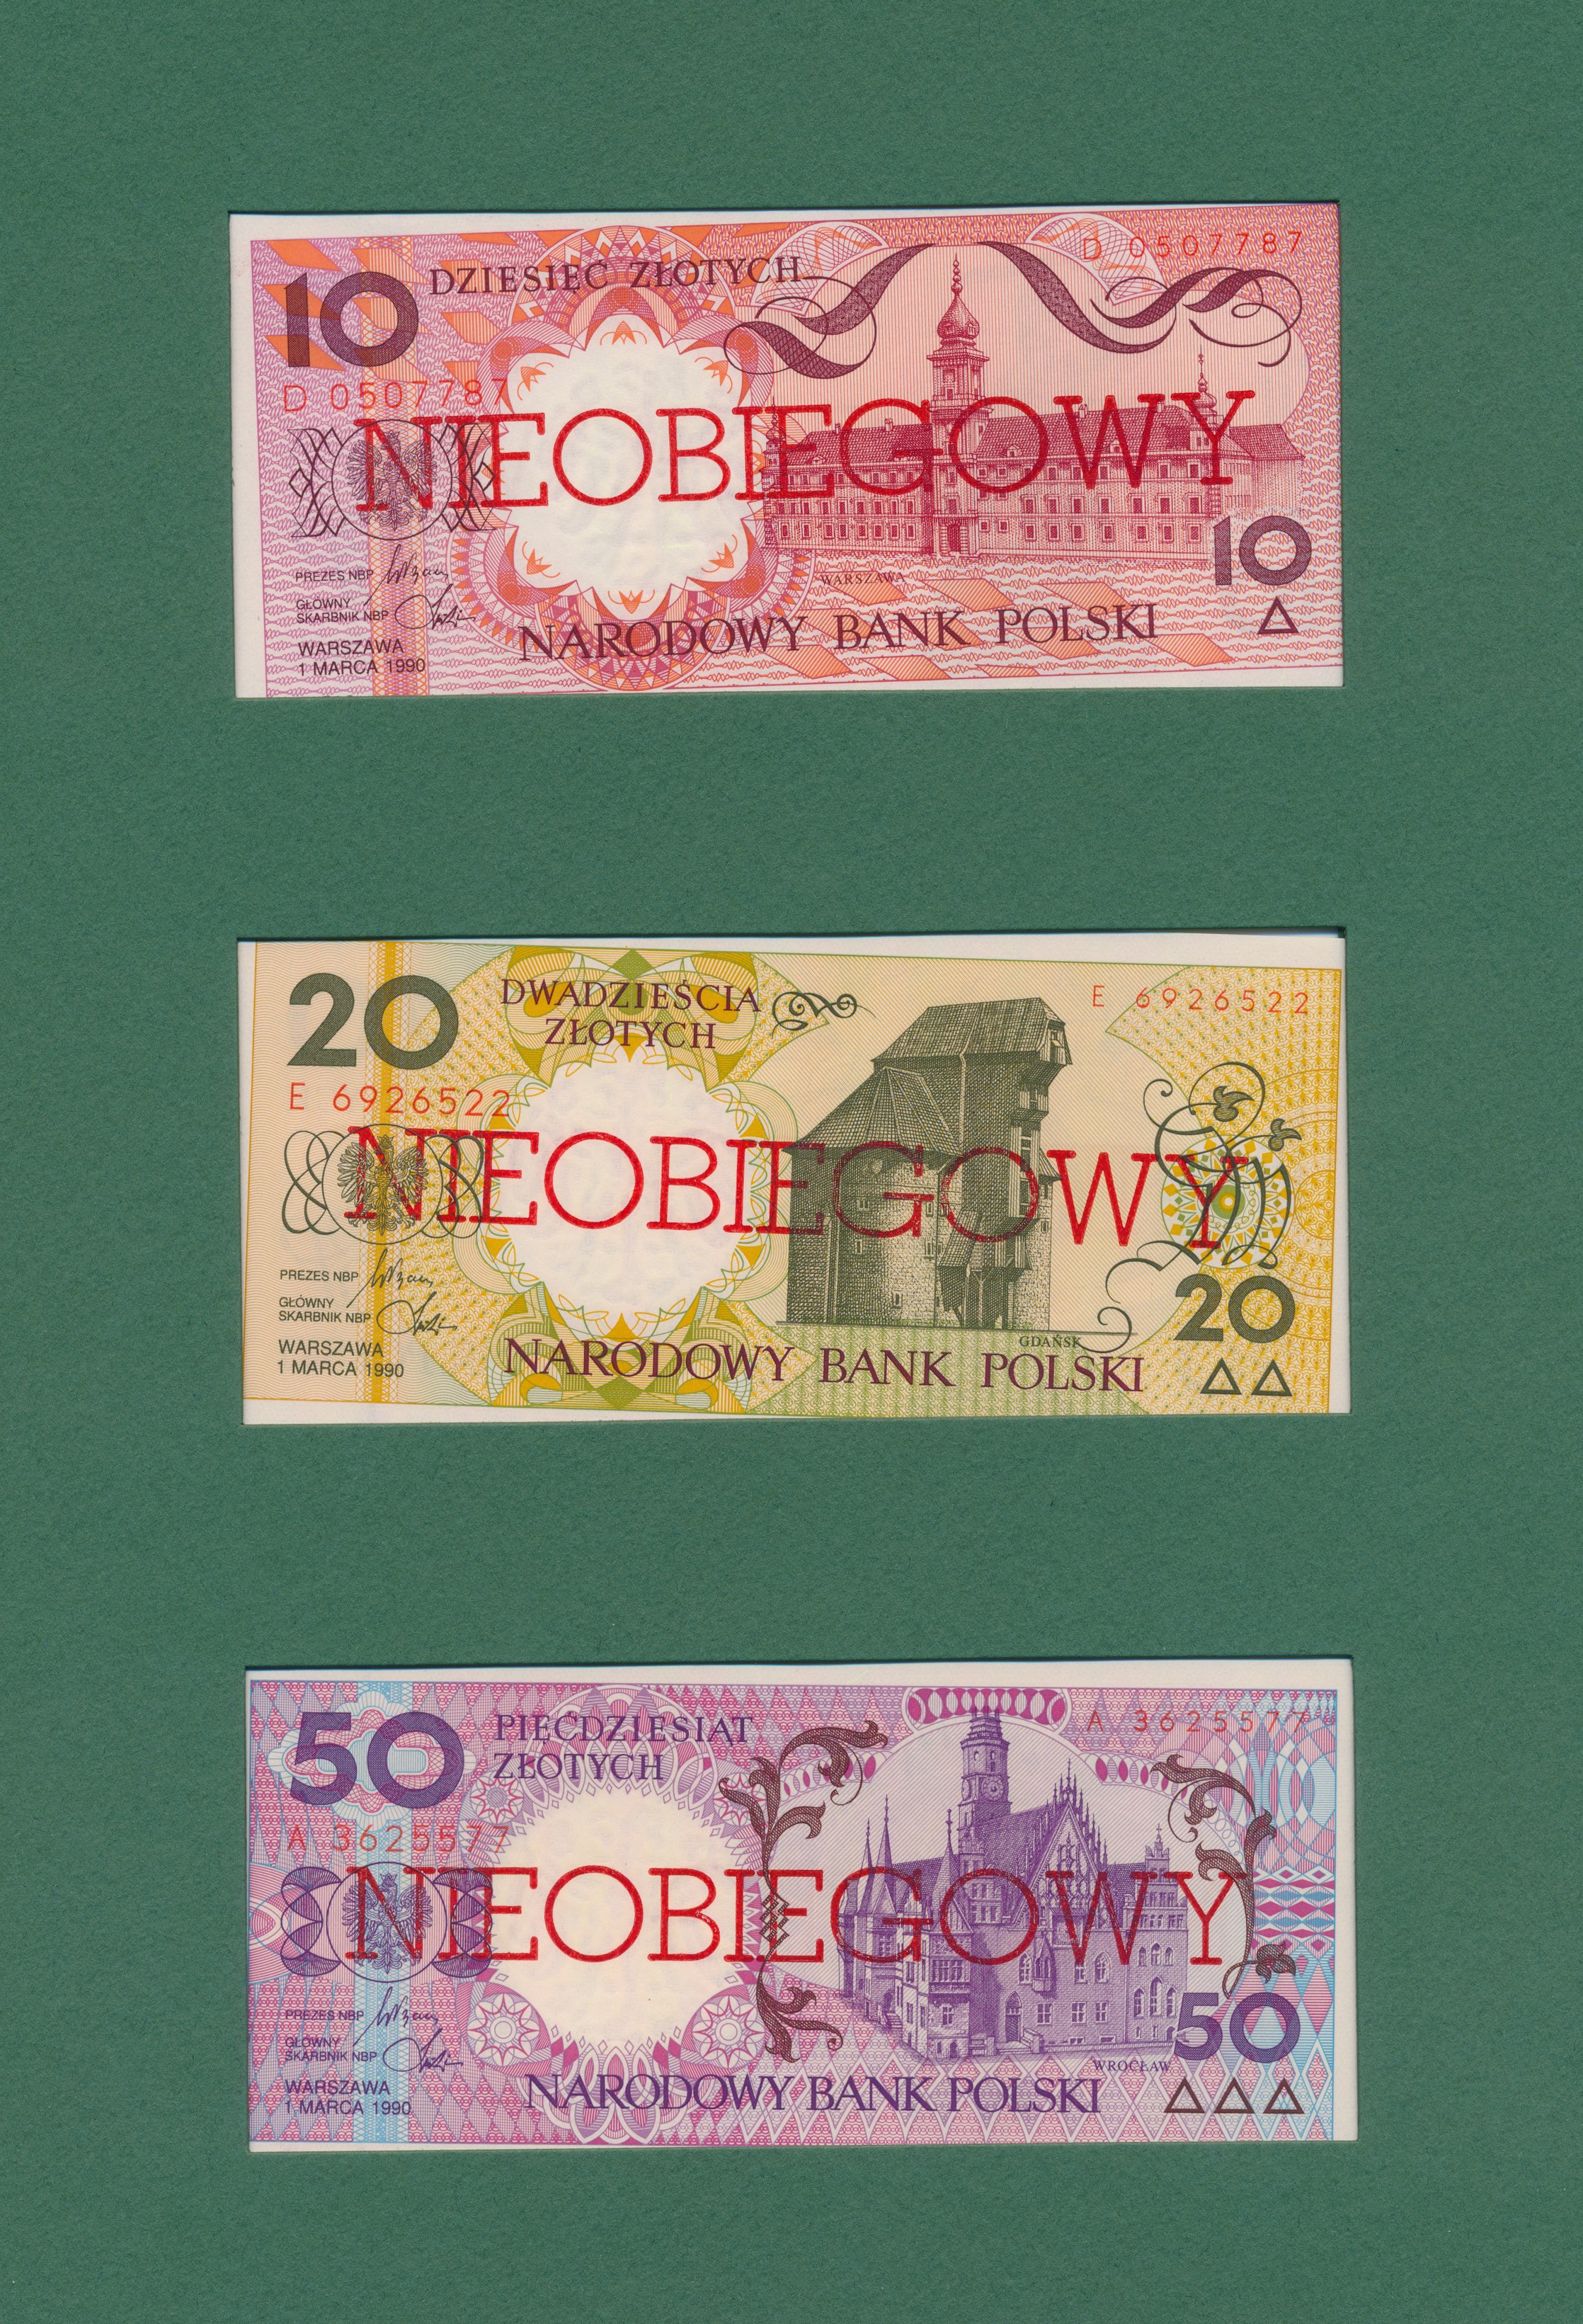 10 DZIESIĘĆ ZŁOTYCH
D 0507787
D 0507787
NIEOBIEGOWY
PREZES NBP
GŁÓWNY
SKARBNIK NBP
WARSZAWA
1 MARCA 1990
WARSZAWA
NARODOWY BANK POLSKI
10
20 DWADZIEŚCIA
ZŁOTYCH
E 6926522
E 6926522
NIEOBIEGOWY
PREZES NBP
GŁÓWNY
SKARBNIK NBP
WARSZAWA
1 MARCA 1990
GDAŃSK
NARODOWY BANK POLSKI
20
50 PIĘĆDZIESIĄT
ZŁOTYCH
A 3625577
A 3625577
NIEOBIEGOWY
PREZES NBP
GŁÓWNY
SKARBNIK NBP
WARSZAWA
1 MARCA 1990
WROCŁAW
NARODOWY BANK POLSKI
50